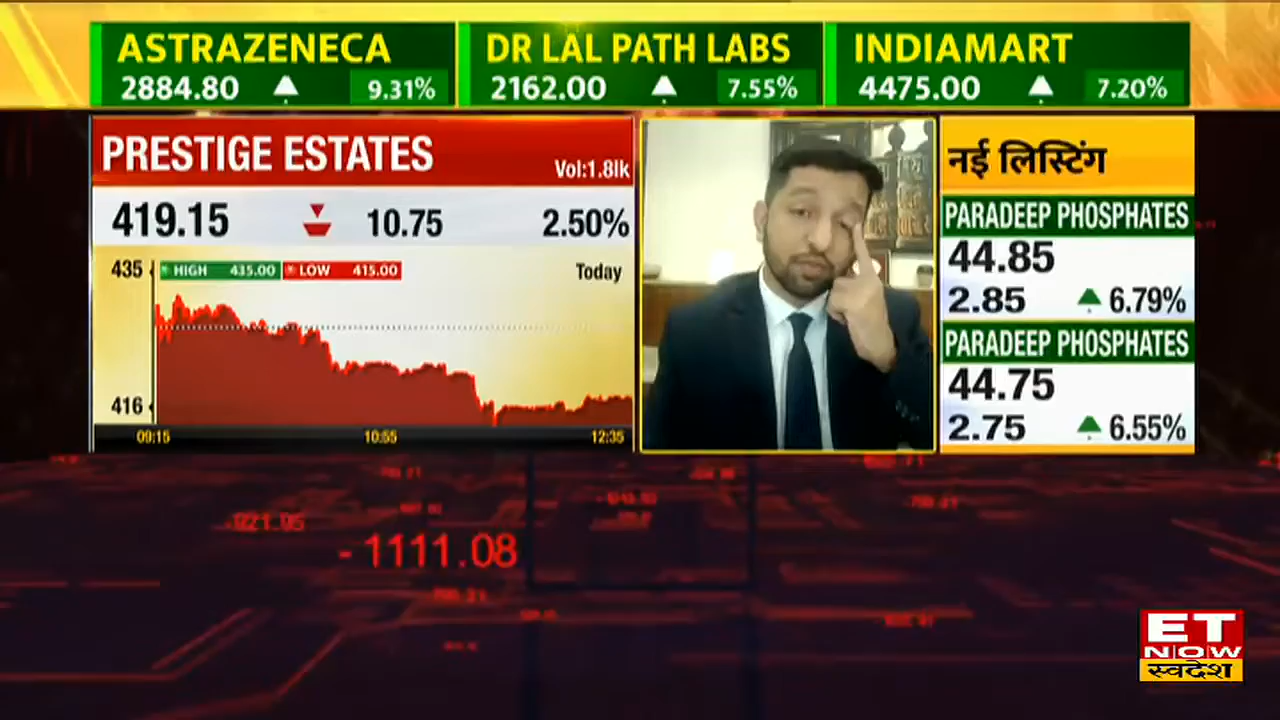 ASTRAZENECA
2884.80 9.31%
DR LAL PATH LABS
2162.00 7.55%
INDIAMART
4475.00 7.20%
PRESTIGE ESTATES Vol:1.8lk
419.15 10.75 2.50%
435 HIGH 435.00 LOW 415.00 Today
416
09:15 10:55 12:35
नई लिस्टिंग
PARADEEP PHOSPHATES
44.85
2.85 6.79%
PARADEEP PHOSPHATES
44.75
2.75 6.55%
-921.95
- 1111.08
ET
NOW
स्वदेश